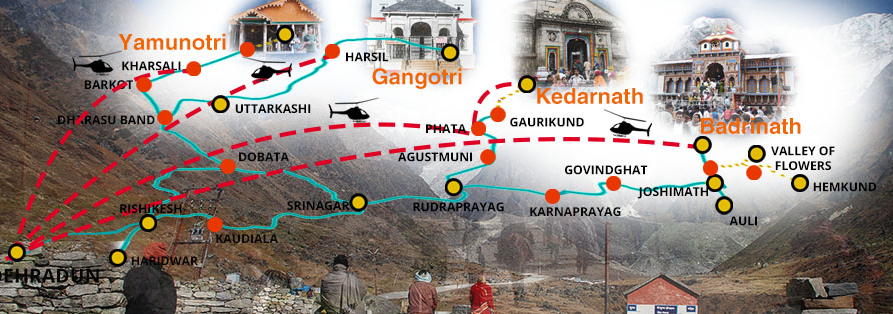 Yamunotri
HARSIL
KHARSALI
Gangotri
BARKOT
Kedarnath
UTTARKASHI
DHARASU BAND
GAURIKUND
PHATA
Badrinath
VALLEY OF
FLOWERS
DOBATA
AGUSTMUNI
GOVINDGHAT
JOSHIMATH
HEMKUND
RISHIKESH
SRINAGAR
RUDRAPRAYAG
KARNAPRAYAG
AULI
KAUDIALA
HARIDWAR
EHRADUN